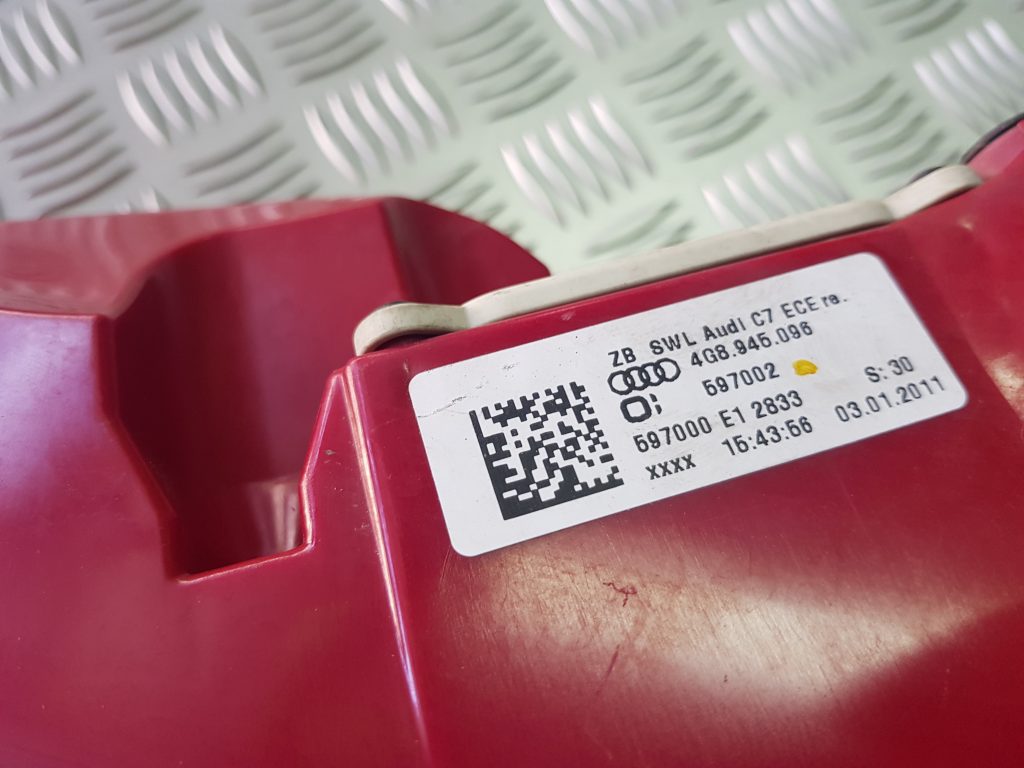 ZB SWL Audi C7 ECE re.
4G8.945.096
597002
597000 E1 2833 S: 30
xxxx 15:43:56 03.01.2011